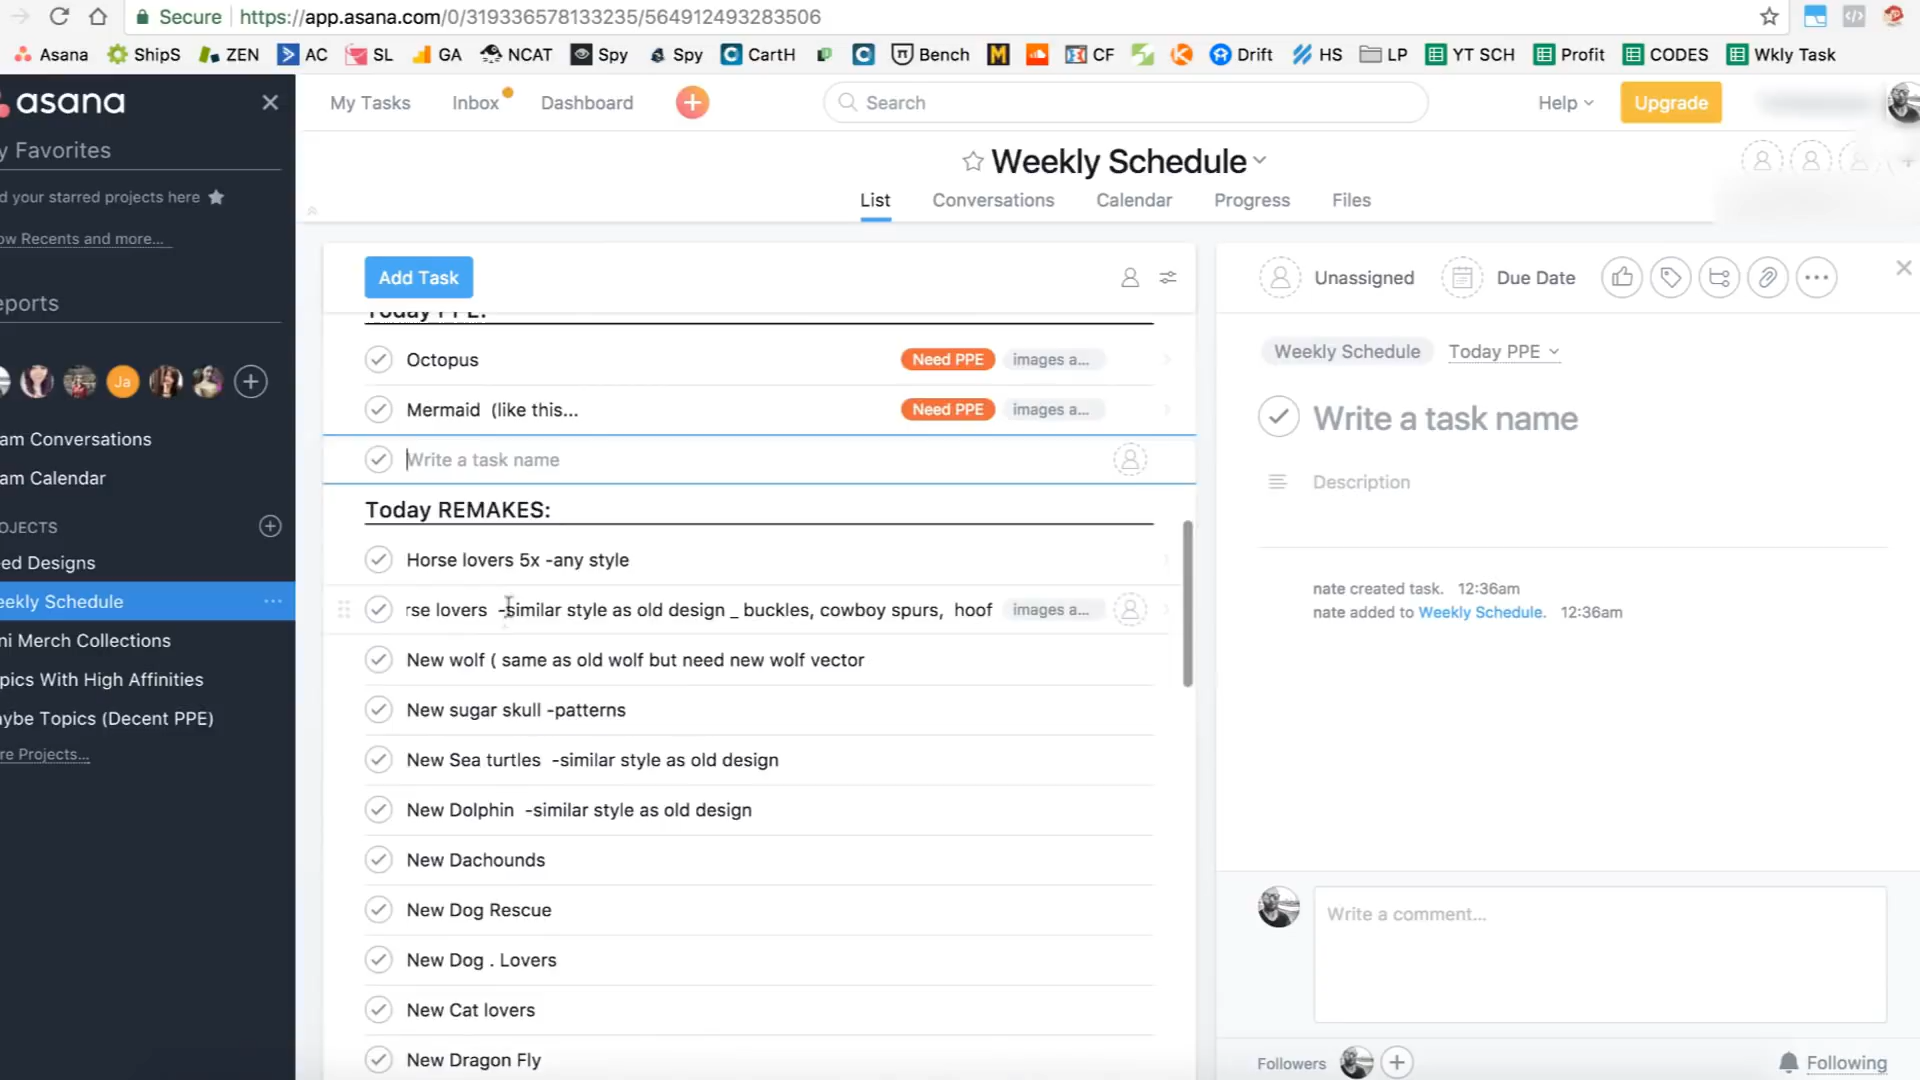 Secure https://app.asana.com/0/319336578133235/564912493283506
Asana ShipS ZEN AC SL GA NCAT Spy Spy CartH Bench CF Drift HS LP YT SCH Profit CODES Wkly Task
asana
My Tasks Inbox Dashboard Search Help Upgrade
y Favorites
d your starred projects here
ow Recents and more...
eports
Ja
am Conversations
am Calendar
OJECTS
ed Designs
eekly Schedule
ni Merch Collections
pics With High Affinities
aybe Topics (Decent PPE)
re Projects...
Weekly Schedule
List Conversations Calendar Progress Files
Add Task
Today PPE:
Octopus Need PPE images a...
Mermaid (like this... Need PPE images a...
Write a task name
Today REMAKES:
Horse lovers 5x -any style
rse lovers -similar style as old design _ buckles, cowboy spurs, hoof images a...
New wolf ( same as old wolf but need new wolf vector
New sugar skull -patterns
New Sea turtles -similar style as old design
New Dolphin -similar style as old design
New Dachounds
New Dog Rescue
New Dog . Lovers
New Cat lovers
New Dragon Fly
Unassigned Due Date
Weekly Schedule Today PPE
Write a task name
Description
nate created task. 12:36am
nate added to Weekly Schedule. 12:36am
Write a comment...
Followers Following